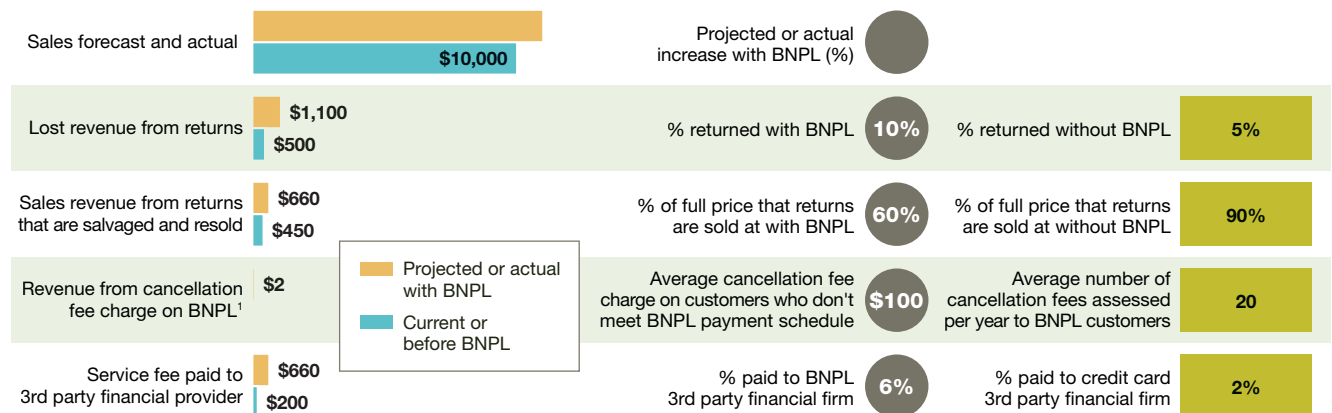 Sales forecast and actual
$10,000
Projected or actual
increase with BNPL (%)
Lost revenue from returns
$1,100
$500
% returned with BNPL
10%
% returned without BNPL
5%
Sales revenue from returns
that are salvaged and resold
$660
$450
% of full price that returns
are sold at with BNPL
60%
% of full price that returns
are sold at without BNPL
90%
Projected or actual
with BNPL
Current or
before BNPL
Revenue from cancellation
fee charge on BNPL¹
$2
Average cancellation fee
charge on customers who don't
meet BNPL payment schedule
$100
Average number of
cancellation fees assessed
per year to BNPL customers
20
Service fee paid to
3rd party financial provider
$660
$200
% paid to BNPL
3rd party financial firm
6%
% paid to credit card
3rd party financial firm
2%